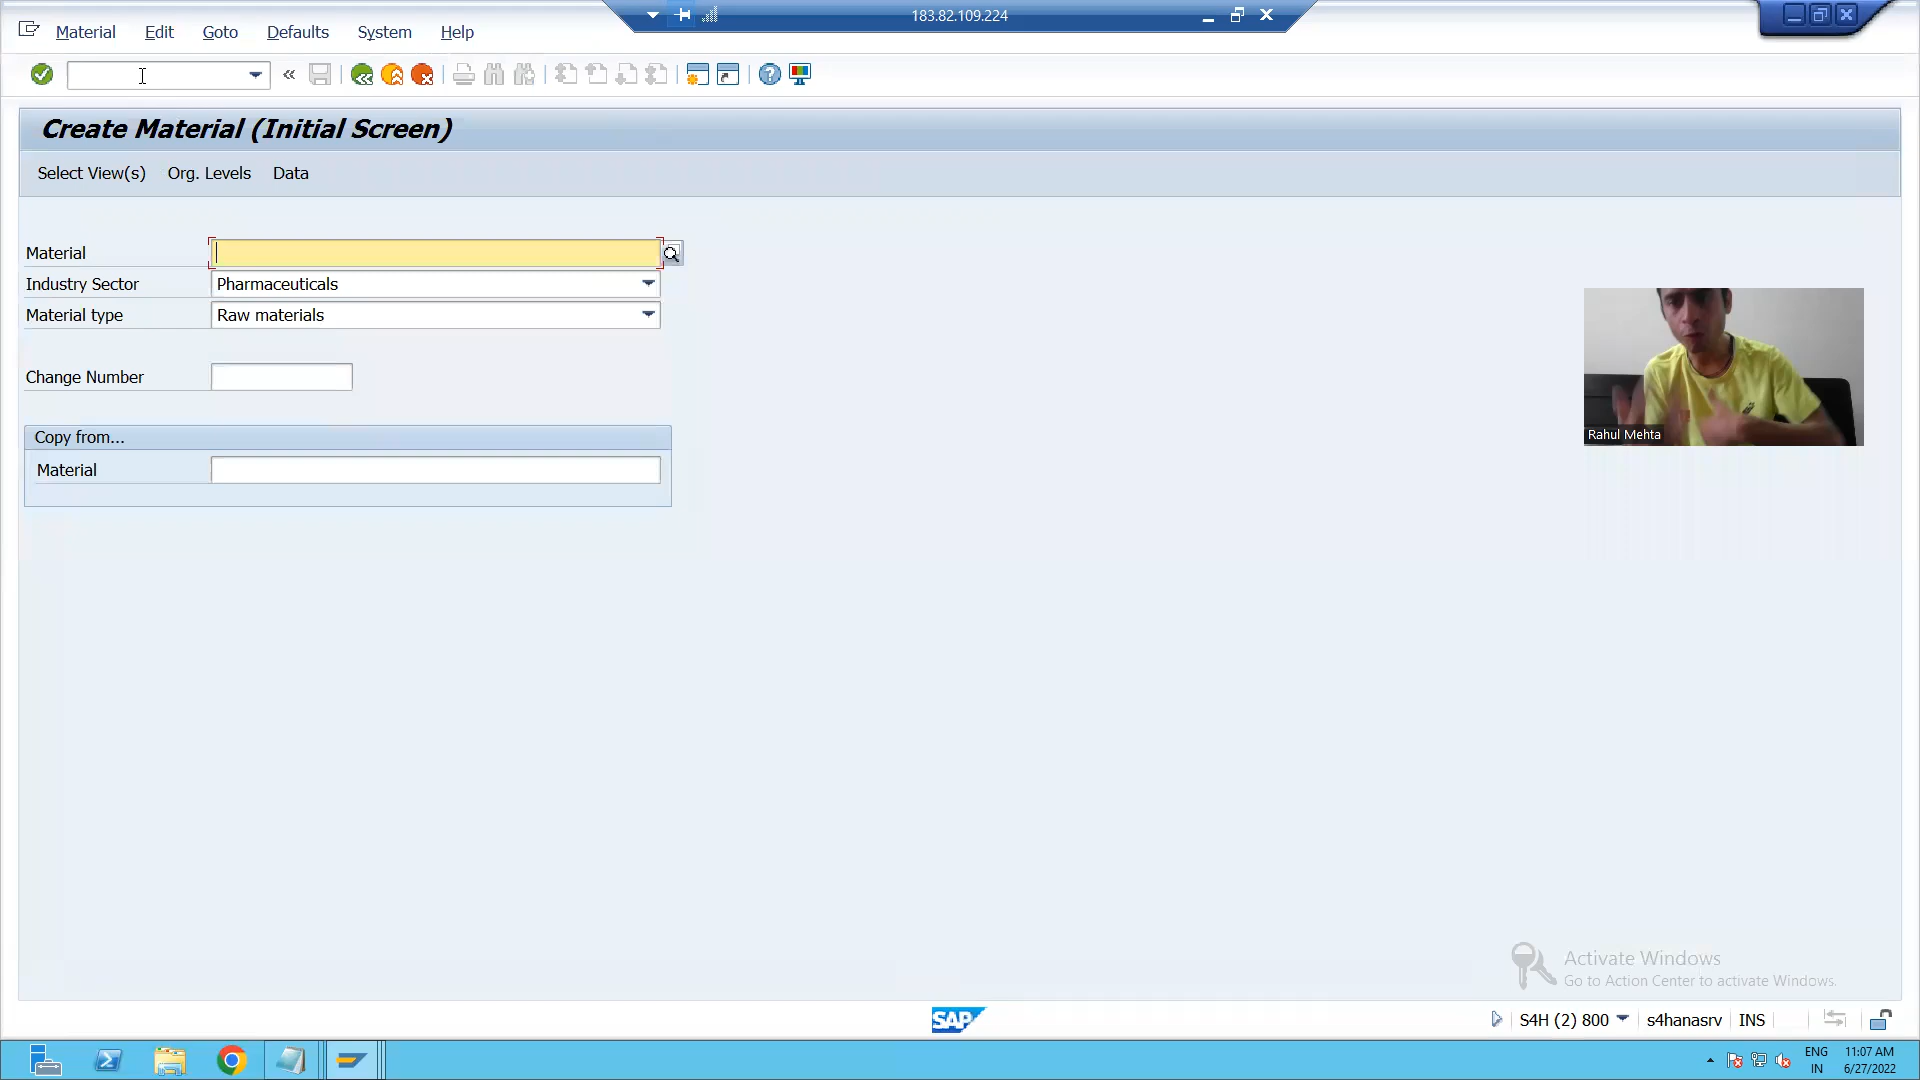 183.82.109.224
Material Edit Goto Defaults System Help
Create Material (Initial Screen)
Select View(s) Org. Levels Data
Material
Industry Sector Pharmaceuticals
Material type Raw materials
Change Number
Copy from...
Material
Rahul Mehta
Activate Windows
Go to Action Center to activate Windows.
SAP
S4H (2) 800 s4hanasrv INS
ENG 11:07 AM
IN 6/27/2022